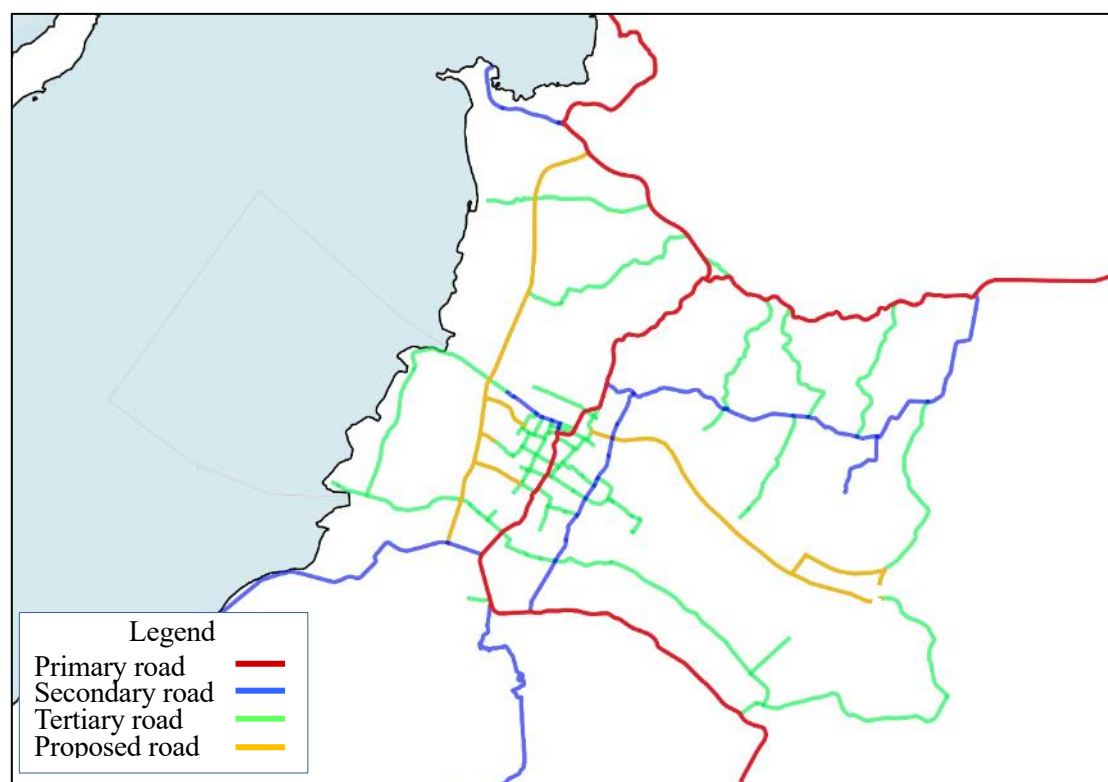 Legend
Primary road
Secondary road
Tertiary road
Proposed road